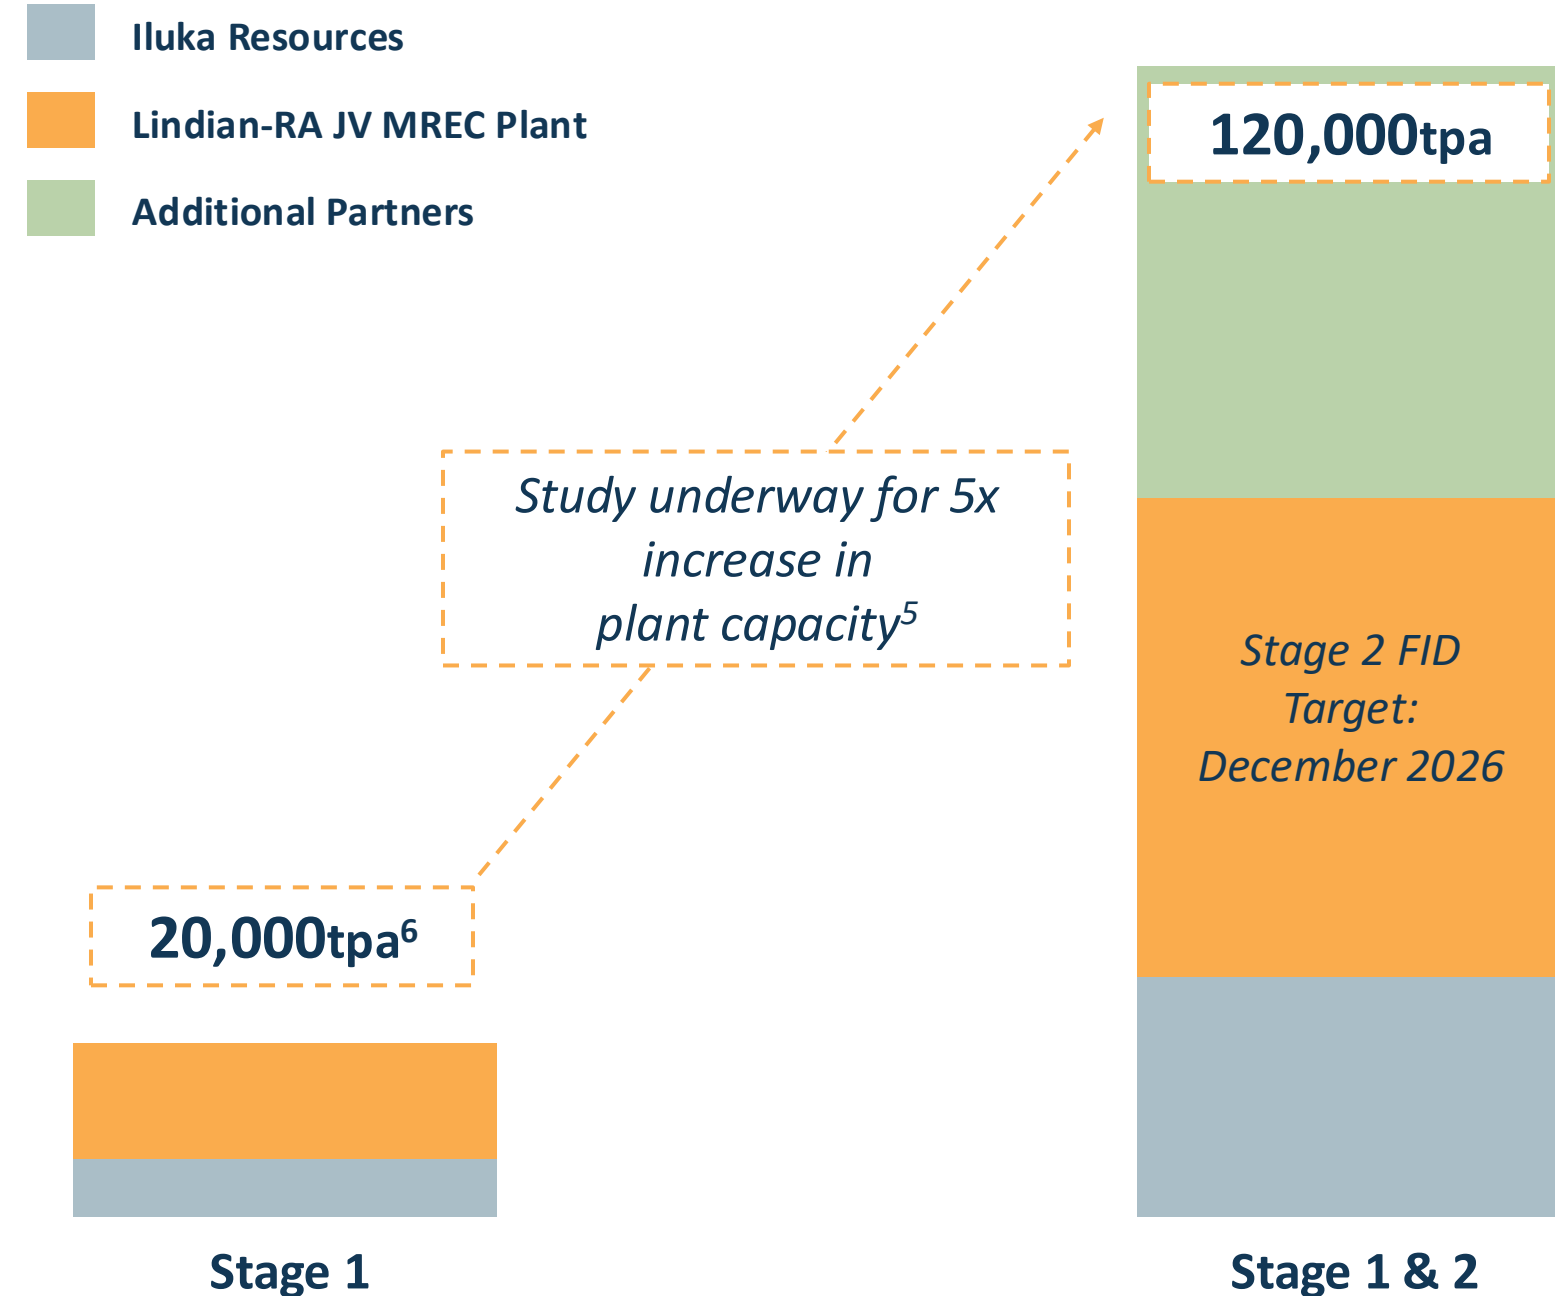 Iluka Resources
Lindian-RA JV MREC Plant
Additional Partners
120,000tpa
Study underway for 5x
increase in
plant capacity⁵
Stage 2 FID
Target:
December 2026
20,000tpa⁶
Stage 1
Stage 1 & 2